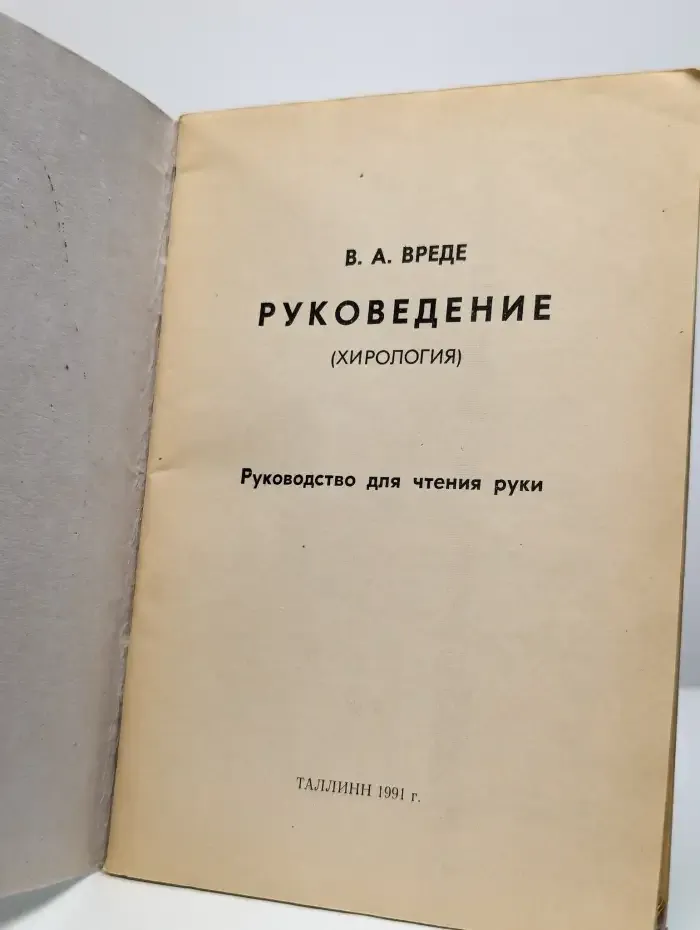 В. А. ВРЕДЕ
РУКОВЕДЕНИЕ
(ХИРОЛОГИЯ)
Руководство для чтения руки
ТАЛЛИНН 1991 г.